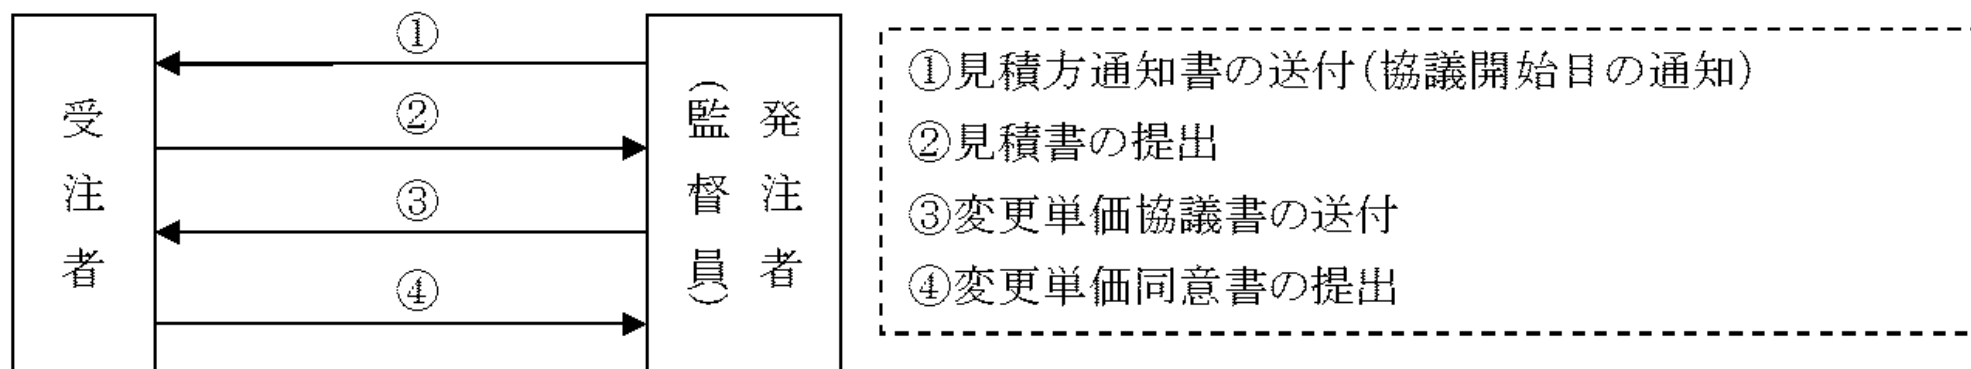 受注者
①
②
③
④
発注者
（監督員）
①見積方通知書の送付(協議開始日の通知)
②見積書の提出
③変更単価協議書の送付
④変更単価同意書の提出